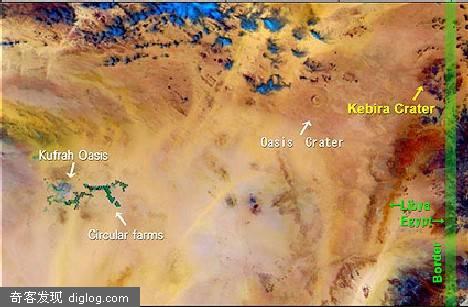 Kebira Crater
Oasis Crater
Kufrah Oasis
Libya
Egypt
Circular farms
Border
奇客发现 diglog.com